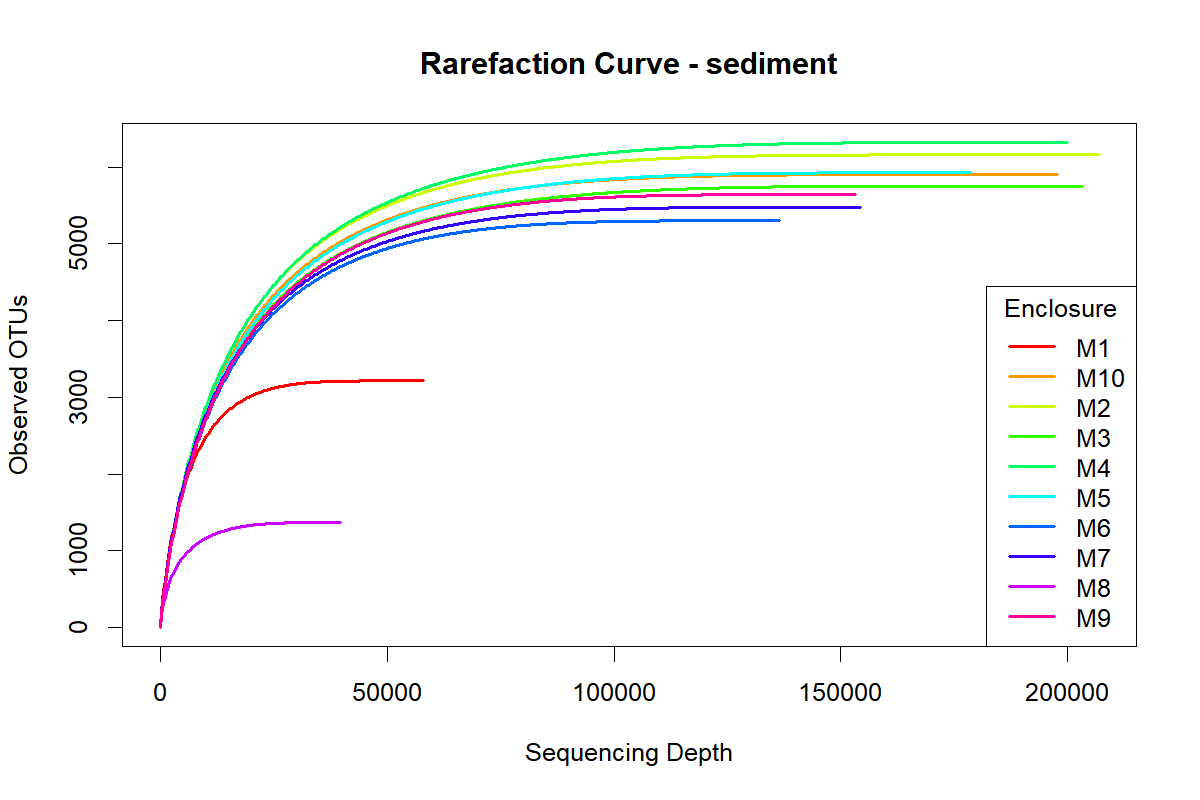 Rarefaction Curve - sediment
Observed OTUs
5000
3000
1000
0
Enclosure
M1
M10
M2
M3
M4
M5
M6
M7
M8
M9
0 50000 100000 150000 200000
Sequencing Depth